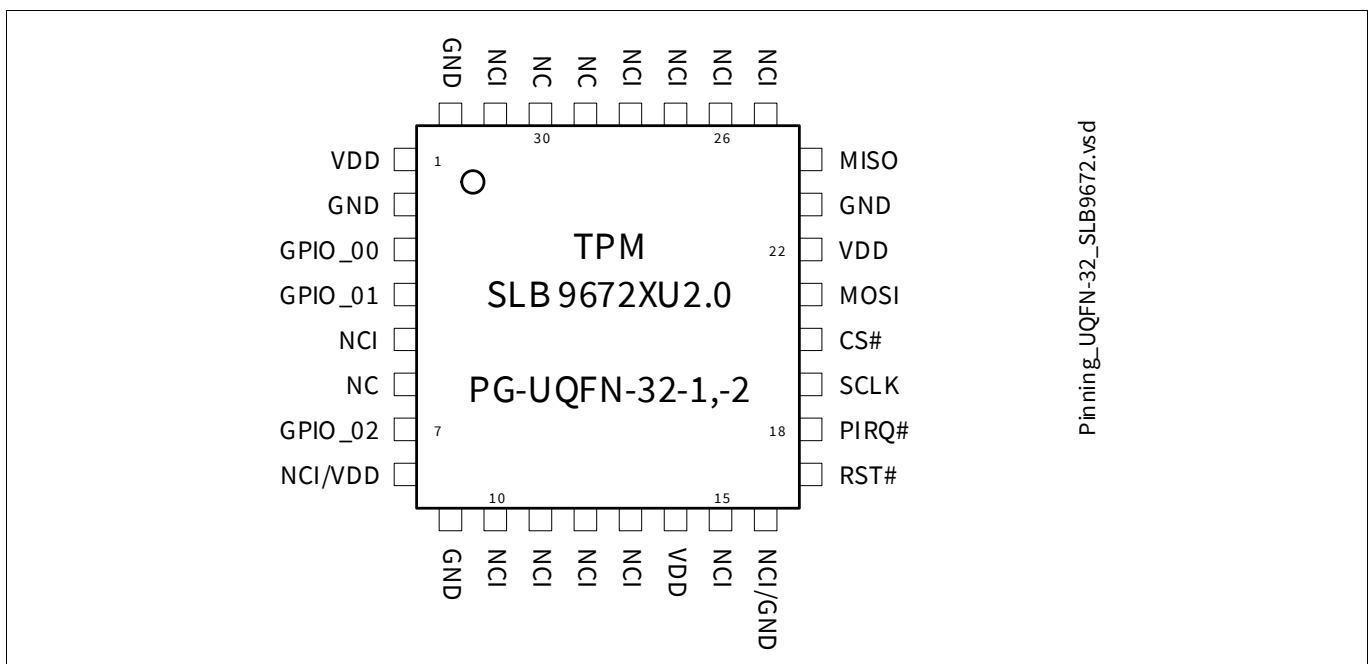 GND NCI NC NC NCI NCI NCI NCI
30 26
VDD 1 MISO
GND GND
GPIO_00 TPM 22 VDD
GPIO_01 SLB 9672XU2.0 MOSI
NCI CS#
NC PG-UQFN-32-1,-2 SCLK
GPIO_02 7 18 PIRQ#
NCI/VDD RST#
10 15
GND NCI NCI NCI NCI VDD NCI NCI/GND
Pinning_UQFN-32_SLB9672.vsd